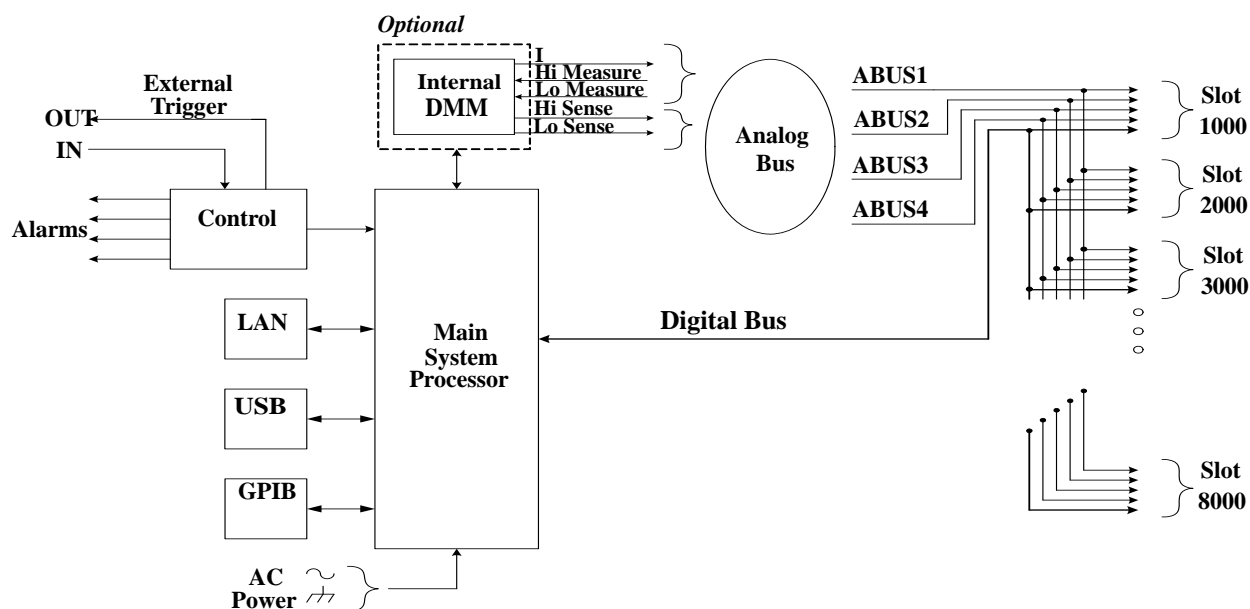 Optional
Internal
DMM
I
Hi Measure
Lo Measure
Hi Sense
Lo Sense
External
Trigger
OUT
IN
Control
Alarms
LAN
USB
GPIB
AC
Power
Main
System
Processor
Analog
Bus
ABUS1
ABUS2
ABUS3
ABUS4
Digital Bus
Slot
1000
Slot
2000
Slot
3000
Slot
8000